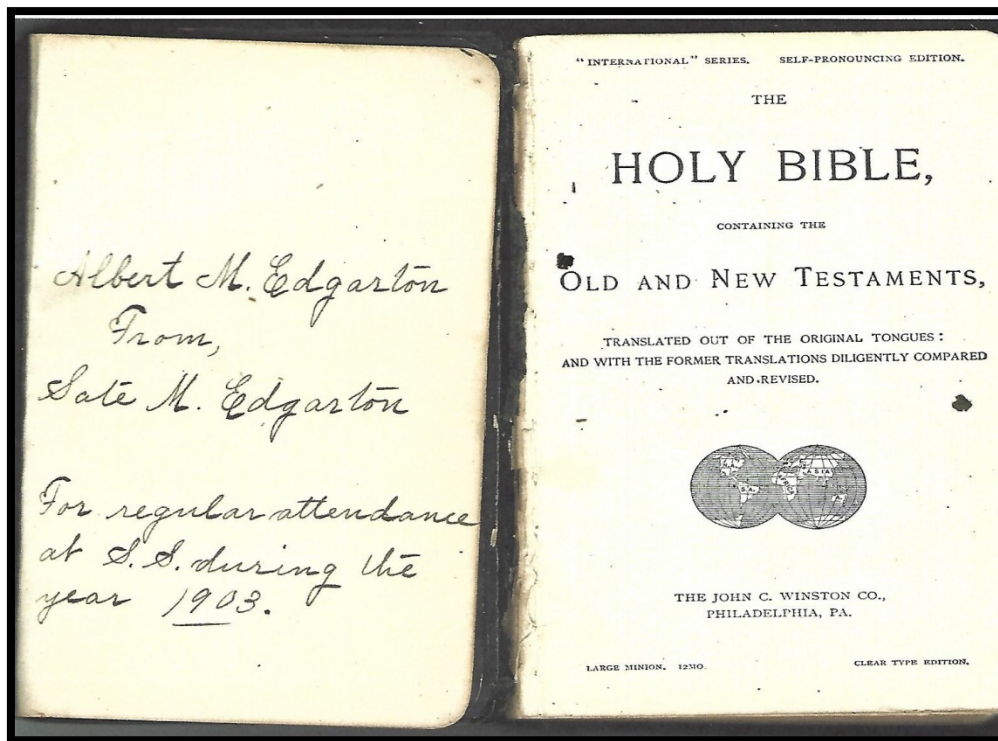 Albert M. Edgarton
From,
Sate M. Edgarton
For regular attendance
at S. S. during the
year 1903.
"INTERNATIONAL" SERIES. SELF-PRONOUNCING EDITION.
THE
HOLY BIBLE,
CONTAINING THE
OLD AND NEW TESTAMENTS,
TRANSLATED OUT OF THE ORIGINAL TONGUES:
AND WITH THE FORMER TRANSLATIONS DILIGENTLY COMPARED
AND REVISED.
ASIA
AFRICA
S.A.
THE JOHN C. WINSTON CO.,
PHILADELPHIA, PA.
LARGE MINION. 12MO. CLEAR TYPE EDITION.